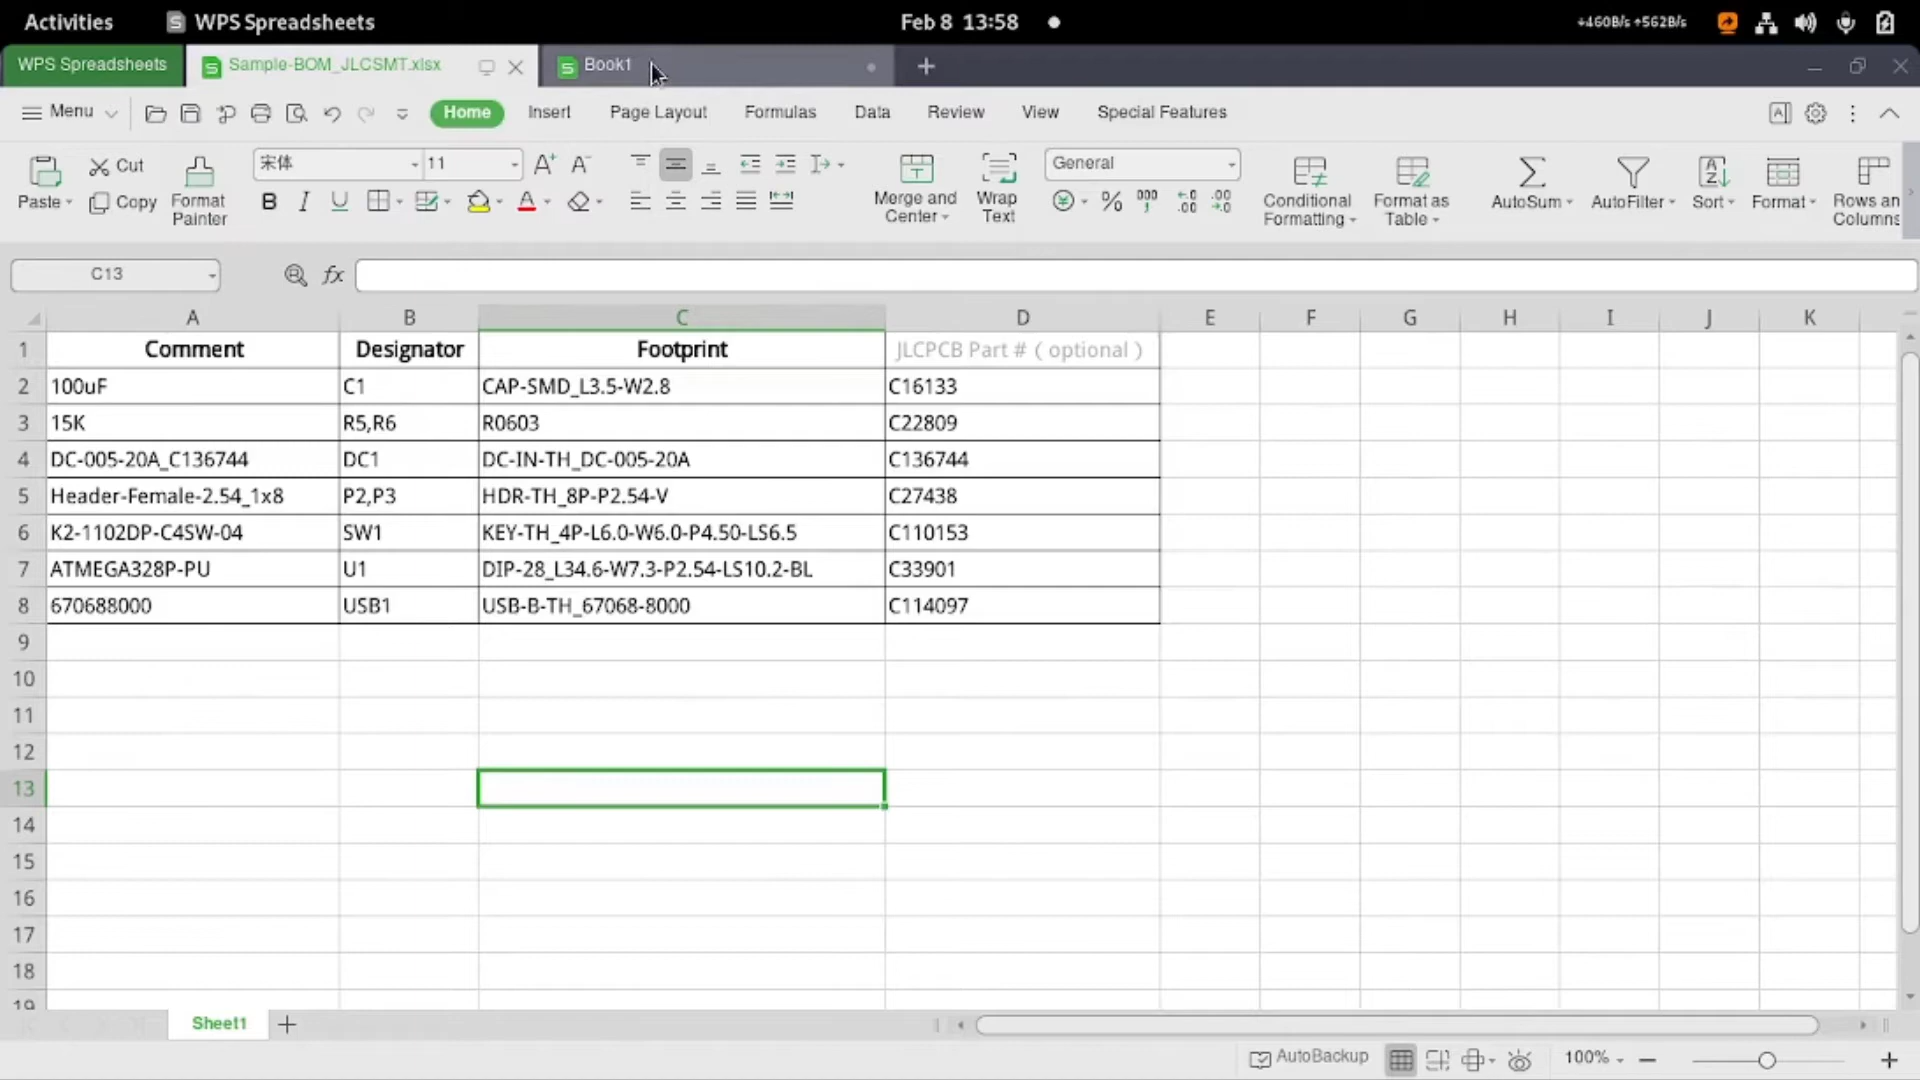 Activities WPS Spreadsheets Feb 8 13:58 ↓460B/s ↑562B/s
WPS Spreadsheets Sample-BOM_JLCSMT.xlsx Book1
Menu Home Insert Page Layout Formulas Data Review View Special Features
Paste Cut Copy Format Painter 宋体 11 Merge and Center Wrap Text General Conditional Formatting Format as Table AutoSum AutoFilter Sort Format Rows an Columns
C13 fx
A B C D E F G H I J K
1 Comment Designator Footprint JLCPCB Part # ( optional )
2 100uF C1 CAP-SMD_L3.5-W2.8 C16133
3 15K R5,R6 R0603 C22809
4 DC-005-20A_C136744 DC1 DC-IN-TH_DC-005-20A C136744
5 Header-Female-2.54_1x8 P2,P3 HDR-TH_8P-P2.54-V C27438
6 K2-1102DP-C4SW-04 SW1 KEY-TH_4P-L6.0-W6.0-P4.50-LS6.5 C110153
7 ATMEGA328P-PU U1 DIP-28_L34.6-W7.3-P2.54-LS10.2-BL C33901
8 670688000 USB1 USB-B-TH_67068-8000 C114097
9
10
11
12
13
14
15
16
17
18
19
Sheet1
AutoBackup 100%